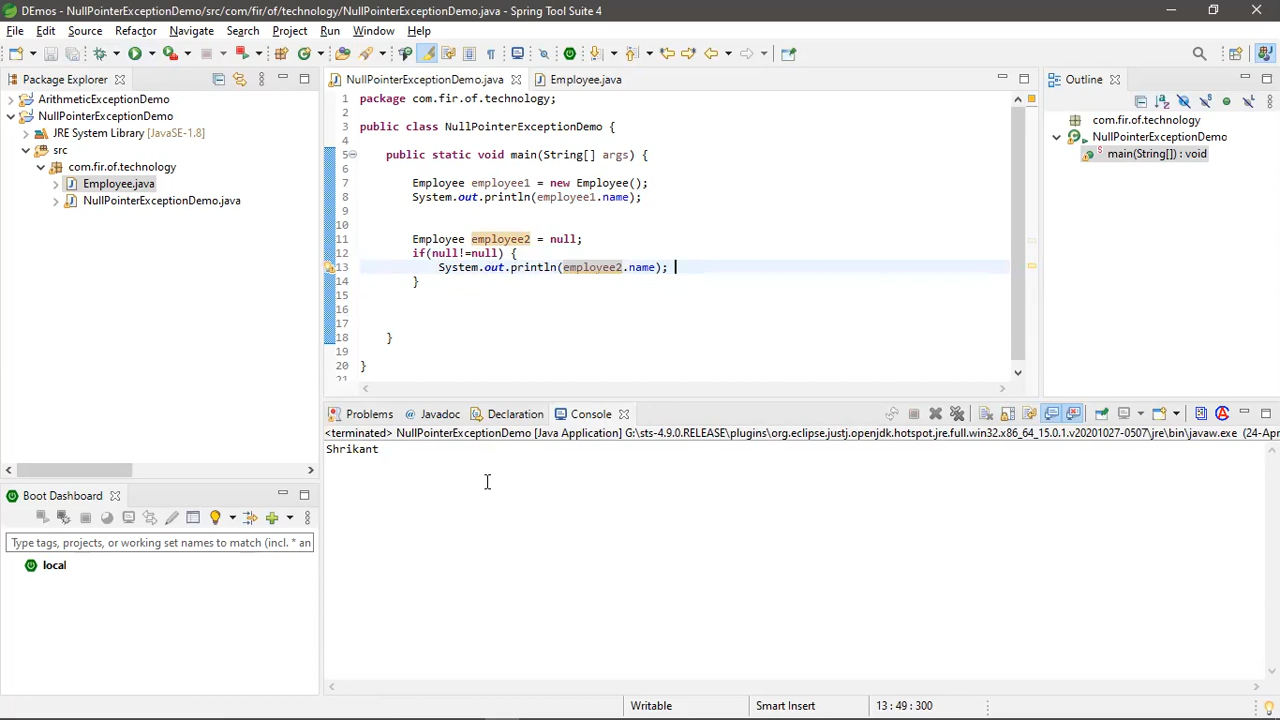 DEmos - NullPointerExceptionDemo/src/com/fir/of/technology/NullPointerExceptionDemo.java - Spring Tool Suite 4
File Edit Source Refactor Navigate Search Project Run Window Help
Package Explorer
ArithmeticExceptionDemo
NullPointerExceptionDemo
JRE System Library [JavaSE-1.8]
src
com.fir.of.technology
Employee.java
NullPointerExceptionDemo.java
NullPointerExceptionDemo.java Employee.java
1 package com.fir.of.technology;
2
3 public class NullPointerExceptionDemo {
4
5 public static void main(String[] args) {
6
7 Employee employee1 = new Employee();
8 System.out.println(employee1.name);
9
10
11 Employee employee2 = null;
12 if(null!=null) {
13 System.out.println(employee2.name);
14 }
15
16
17
18 }
19
20 }
21
Outline
com.fir.of.technology
NullPointerExceptionDemo
S main(String[]) : void
Problems @ Javadoc Declaration Console
<terminated> NullPointerExceptionDemo [Java Application] G:\sts-4.9.0.RELEASE\plugins\org.eclipse.justj.openjdk.hotspot.jre.full.win32.x86_64_15.0.1.v20201027-0507\jre\bin\javaw.exe (24-Apr
Shrikant
Boot Dashboard
Type tags, projects, or working set names to match (incl. * an
local
Writable Smart Insert 13 : 49 : 300